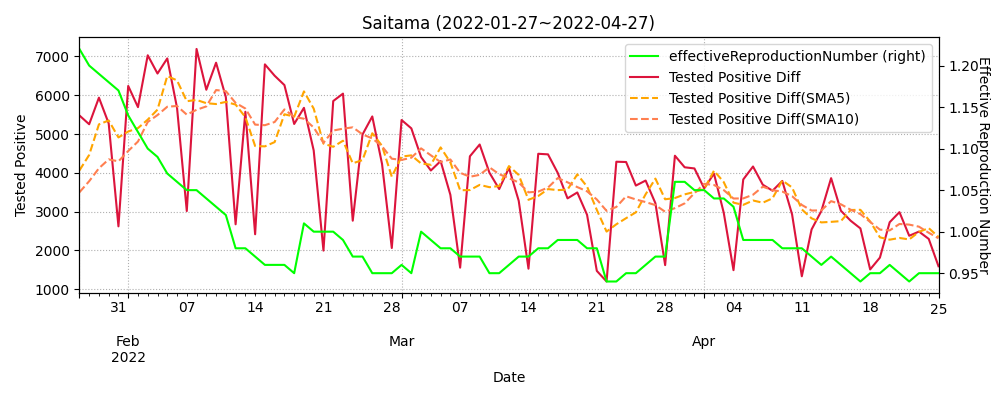 Saitama (2022-01-27~2022-04-27)
effectiveReproductionNumber (right)
Tested Positive Diff
Tested Positive Diff(SMA5)
Tested Positive Diff(SMA10)
Tested Positive
7000
6000
5000
4000
3000
2000
1000
Effective Reproduction Number
1.20
1.15
1.10
1.05
1.00
0.95
31 07 14 21 28 07 14 21 28 04 11 18 25
Feb Mar Apr
2022
Date